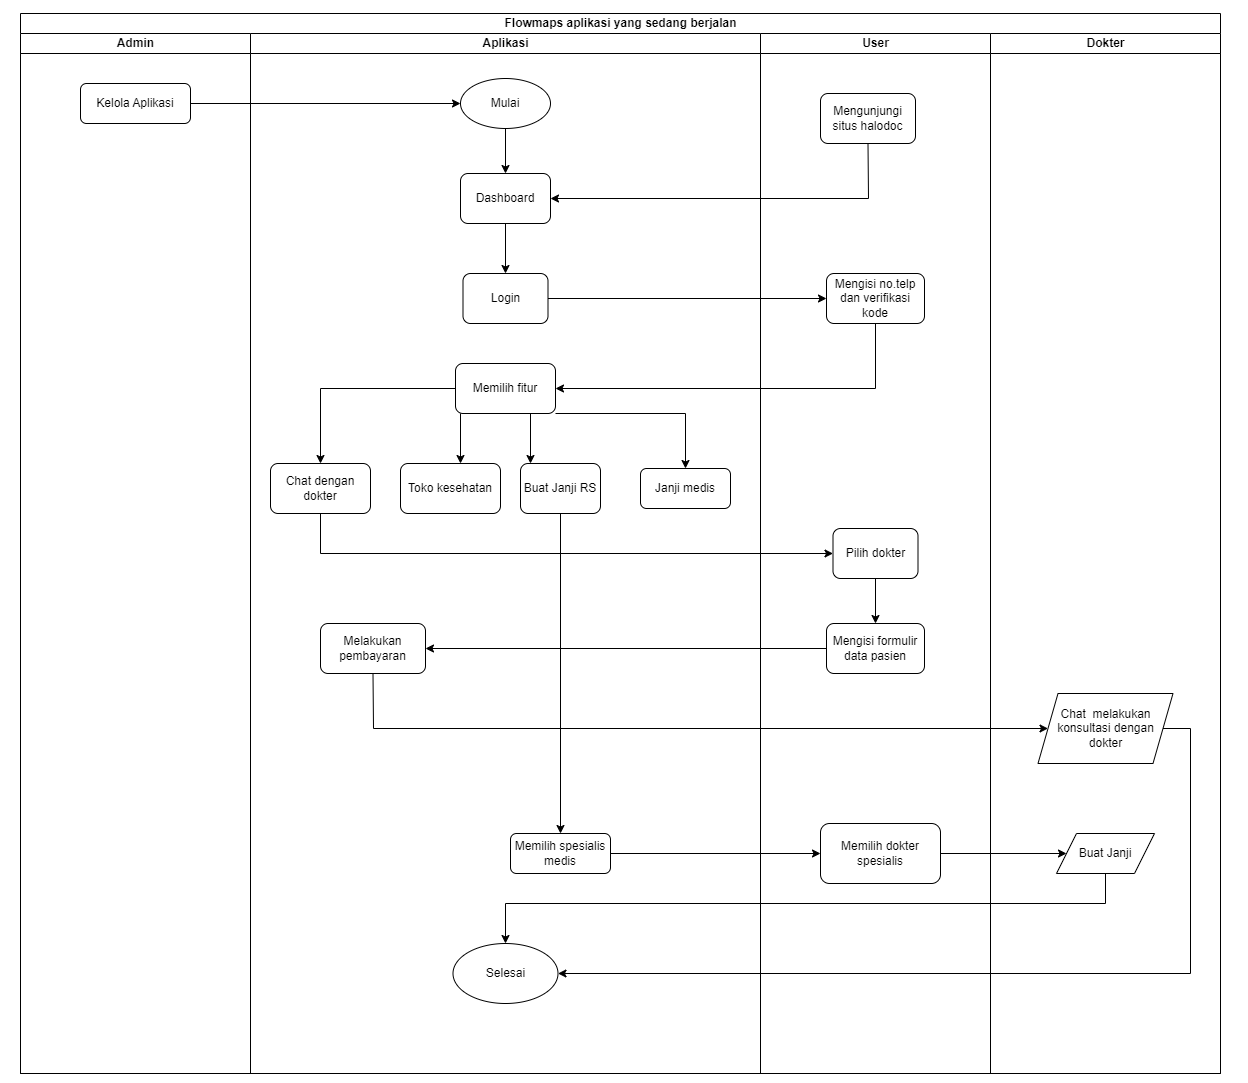 Flowmaps aplikasi yang sedang berjalan
Admin
Aplikasi
User
Dokter
Kelola Aplikasi
Mulai
Mengunjungi
situs halodoc
Dashboard
Login
Mengisi no.telp
dan verifikasi
kode
Memilih fitur
Chat dengan
dokter
Toko kesehatan
Buat Janji RS
Janji medis
Pilih dokter
Melakukan
pembayaran
Mengisi formulir
data pasien
Chat  melakukan
konsultasi dengan
dokter
Memilih spesialis
medis
Memilih dokter
spesialis
Buat Janji
Selesai